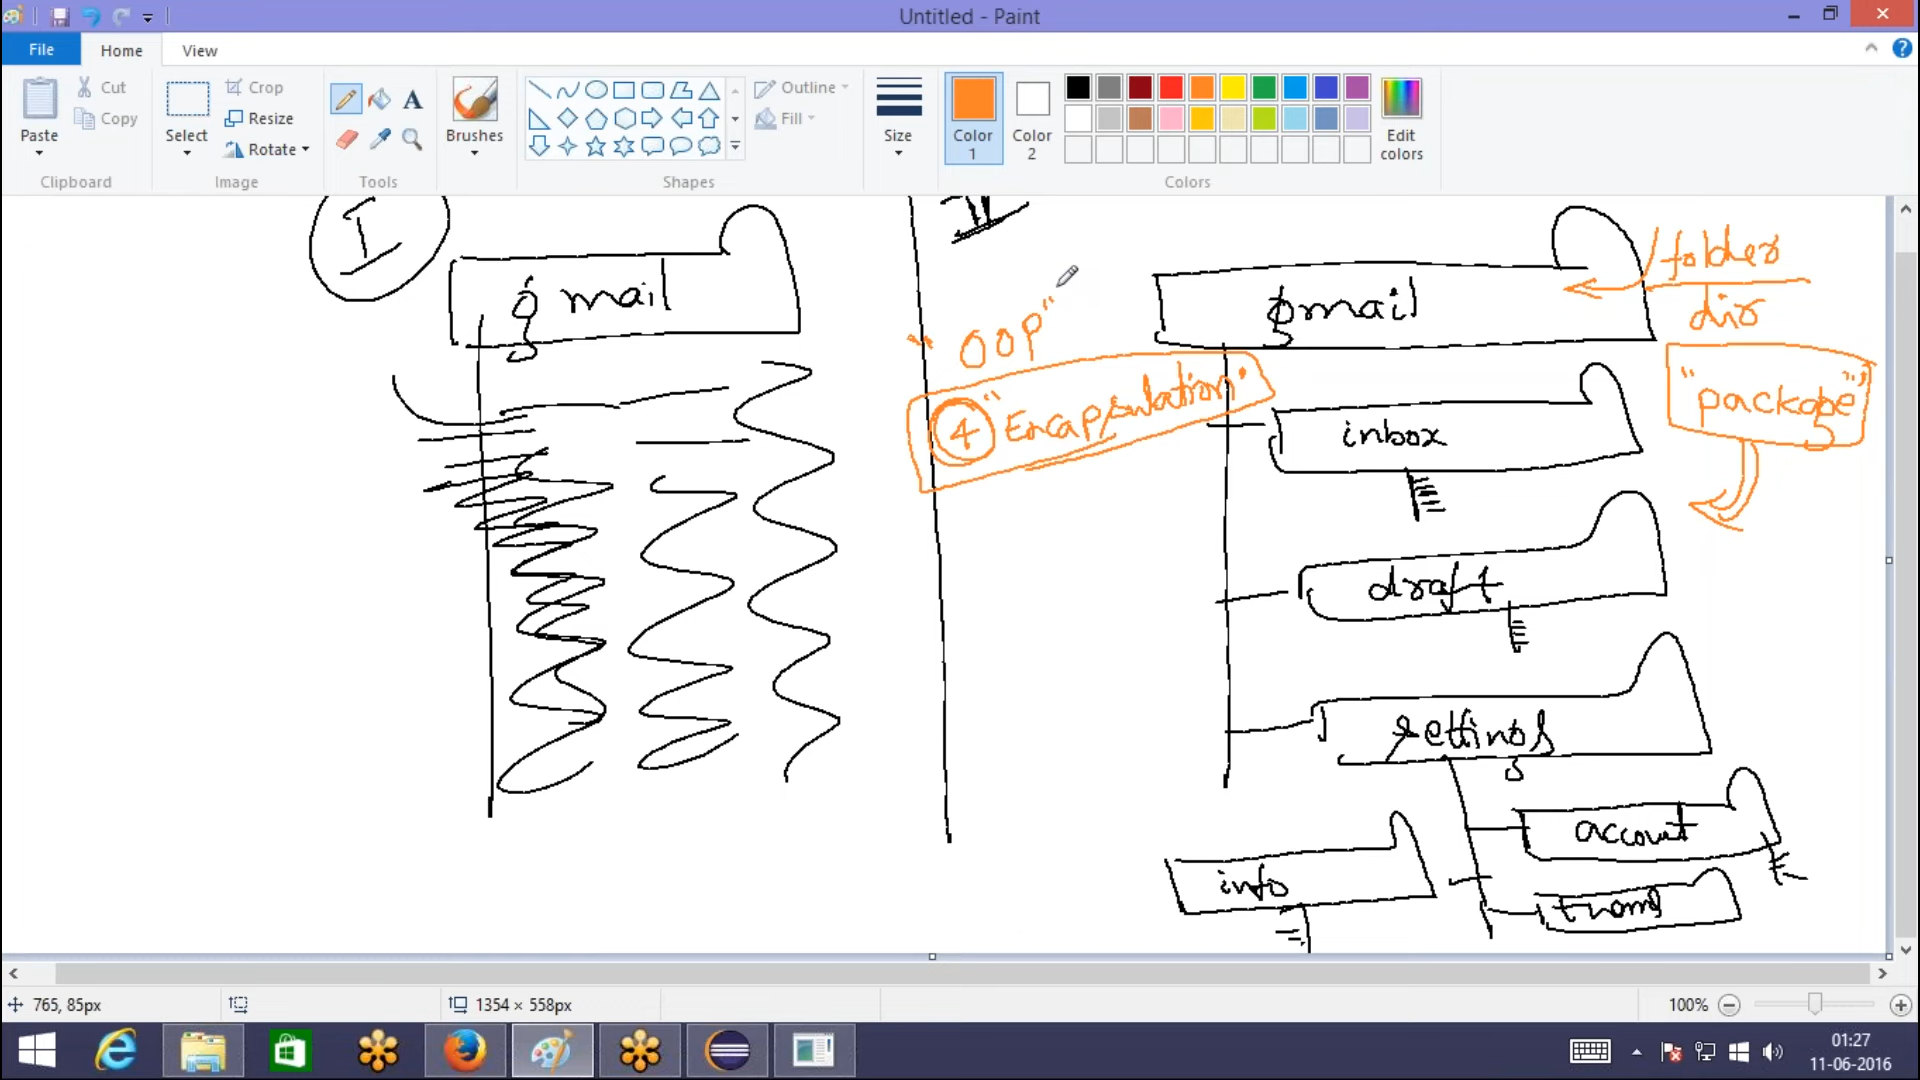 Untitled - Paint
File
Home
View
Paste
Cut
Copy
Clipboard
Select
Crop
Resize
Rotate
Image
A
Tools
Brushes
Shapes
Outline
Fill
Size
Color
1
Color
2
Edit
colors
Colors
I
gmail
II
gmail
/folder
dir
"OOP"
④ "Encapsulation"
"package"
inbox
draft
settings
account
info
765, 85px
1354 × 558px
100%
01:27
11-06-2016